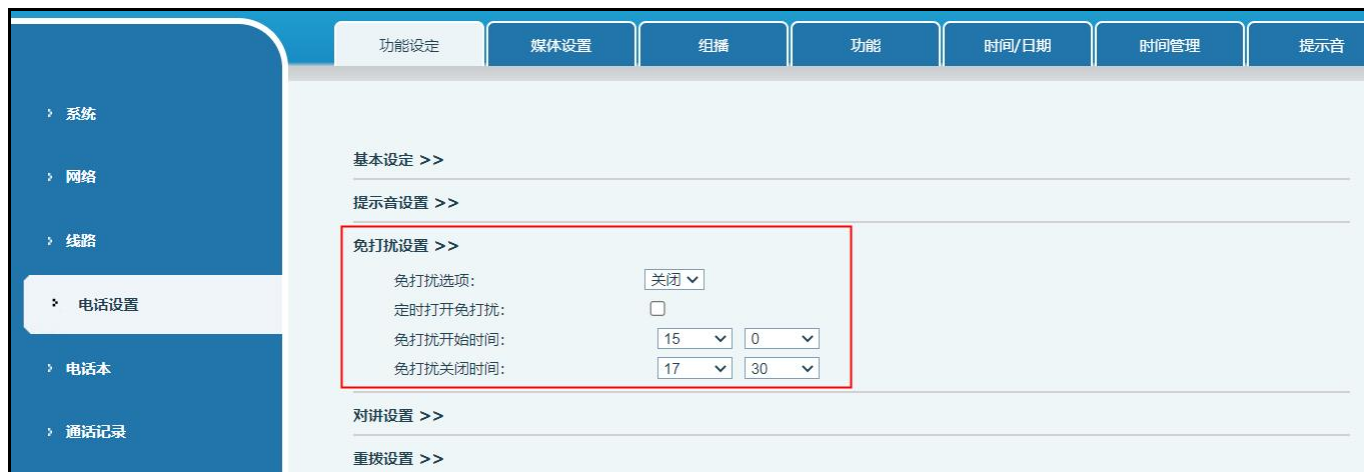 功能设定 媒体设置 组播 功能 时间/日期 时间管理 提示音
系统
网络
线路
电话设置
电话本
通话记录
基本设定 >>
提示音设置 >>
免打扰设置 >>
免打扰选项: 关闭
定时打开免打扰:
免打扰开始时间: 15 0
免打扰关闭时间: 17 30
对讲设置 >>
重拨设置 >>